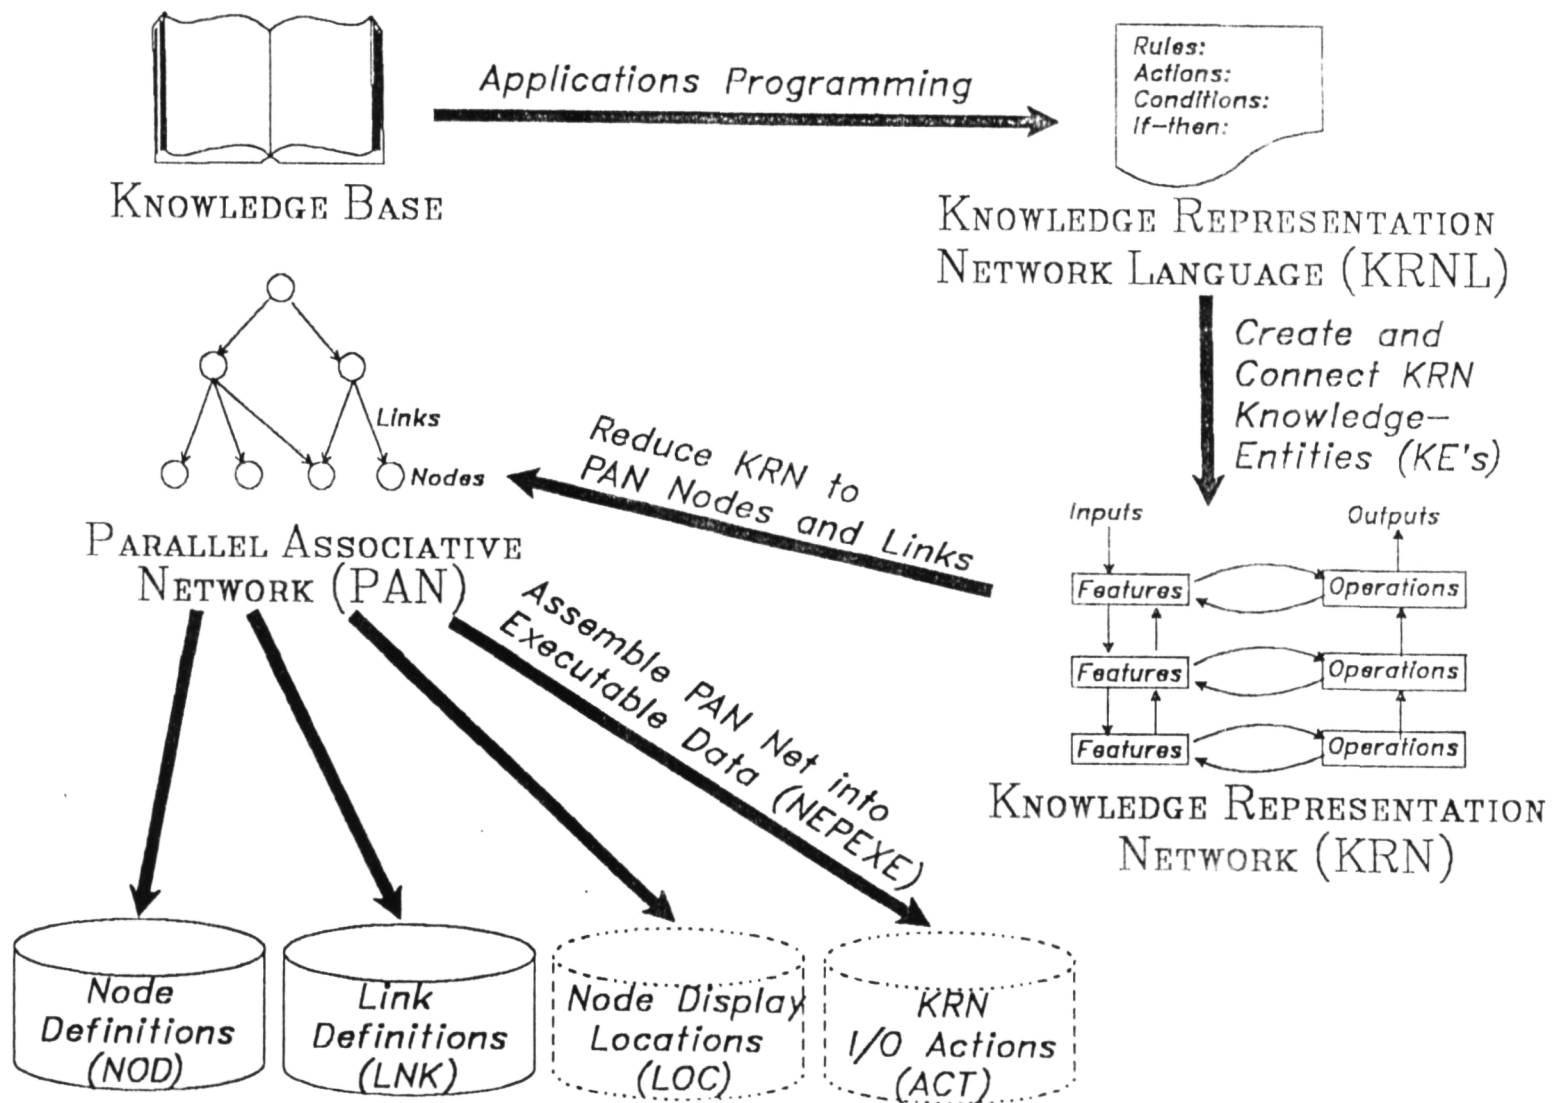 Applications Programming
Rules:
Actions:
Conditions:
If-then:
KNOWLEDGE BASE
KNOWLEDGE REPRESENTATION
NETWORK LANGUAGE (KRNL)
Create and
Connect KRN
Knowledge-
Entities (KE's)
Links
Nodes
Reduce KRN to
PAN Nodes and Links
PARALLEL ASSOCIATIVE
NETWORK (PAN)
Inputs
Outputs
Features
Operations
Features
Operations
Features
Operations
KNOWLEDGE REPRESENTATION
NETWORK (KRN)
Assemble PAN Net into
Executable Data (NEPEXE)
Node
Definitions
(NOD)
Link
Definitions
(LNK)
Node Display
Locations
(LOC)
KRN
I/O Actions
(ACT)